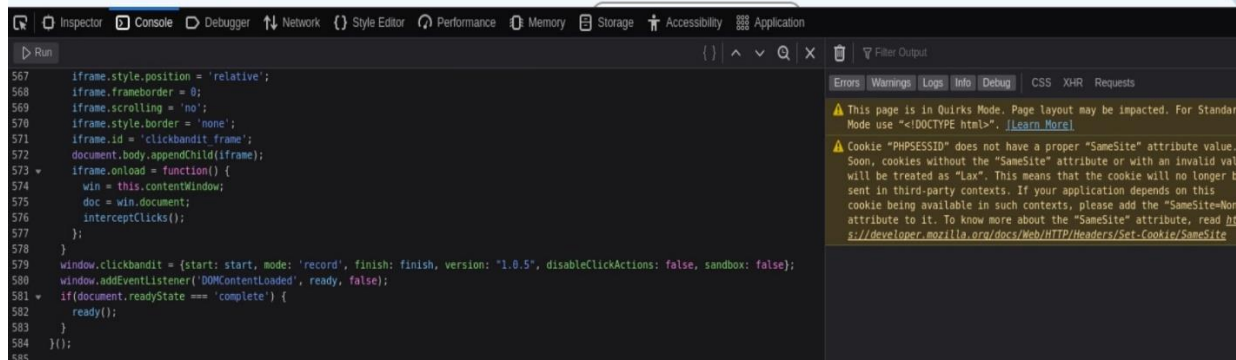 Inspector Console Debugger Network {} Style Editor Performance Memory Storage Accessibility Application
Run
Filter Output
567 iframe.style.position = 'relative';
568 iframe.frameborder = 0;
569 iframe.scrolling = 'no';
570 iframe.style.border = 'none';
571 iframe.id = 'clickbandit_frame';
572 document.body.appendChild(iframe);
573 iframe.onload = function() {
574 win = this.contentWindow;
575 doc = win.document;
576 interceptClicks();
577 };
578 }
579 window.clickbandit = {start: start, mode: 'record', finish: finish, version: "1.0.5", disableClickActions: false, sandbox: false};
580 window.addEventListener('DOMContentLoaded', ready, false);
581 if(document.readyState === 'complete') {
582 ready();
583 }
584 }();
585
Errors Warnings Logs Info Debug CSS XHR Requests
This page is in Quirks Mode. Page layout may be impacted. For Standar
Mode use “<!DOCTYPE html>”. [Learn More]
Cookie “PHPSESSID” does not have a proper “SameSite” attribute value.
Soon, cookies without the “SameSite” attribute or with an invalid val
will be treated as “Lax”. This means that the cookie will no longer b
sent in third-party contexts. If your application depends on this
cookie being available in such contexts, please add the “SameSite=Non
attribute to it. To know more about the “SameSite” attribute, read ht
s://developer.mozilla.org/docs/Web/HTTP/Headers/Set-Cookie/SameSite